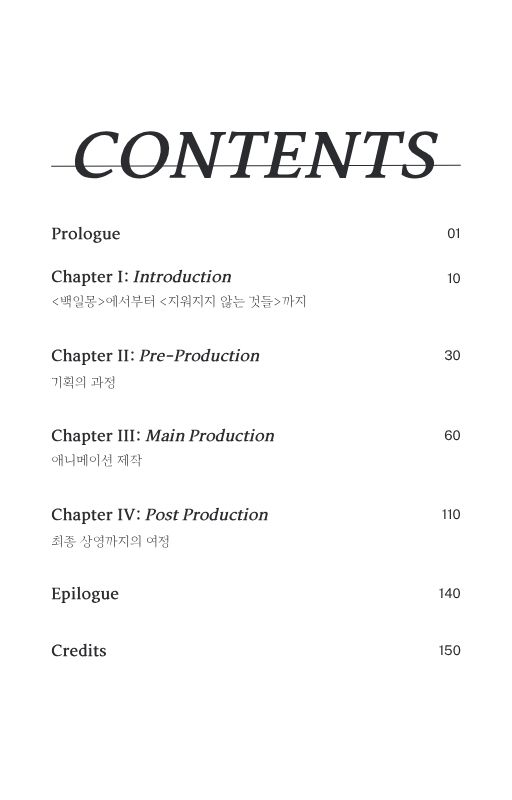 CONTENTS
Prologue 01
Chapter I: Introduction 10
<백일몽>에서부터 <지워지지 않는 것들>까지
Chapter II: Pre-Production 30
기획의 과정
Chapter III: Main Production 60
애니메이션 제작
Chapter IV: Post Production 110
최종 상영까지의 여정
Epilogue 140
Credits 150